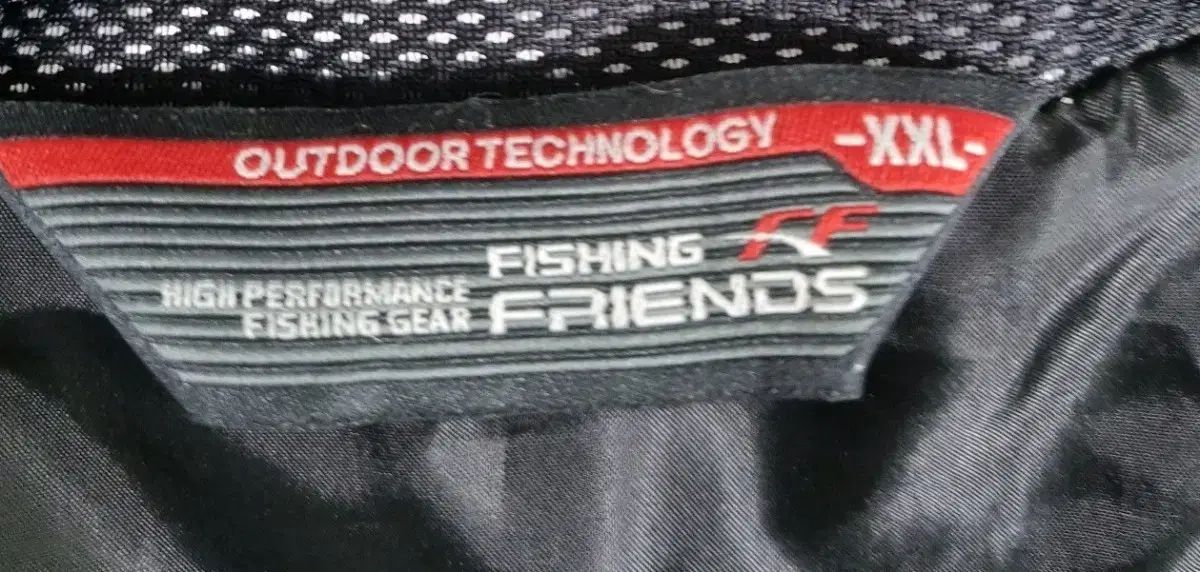 OUTDOOR TECHNOLOGY -XXL-
FISHING FF
HIGH PERFORMANCE FRIENDS
FISHING GEAR